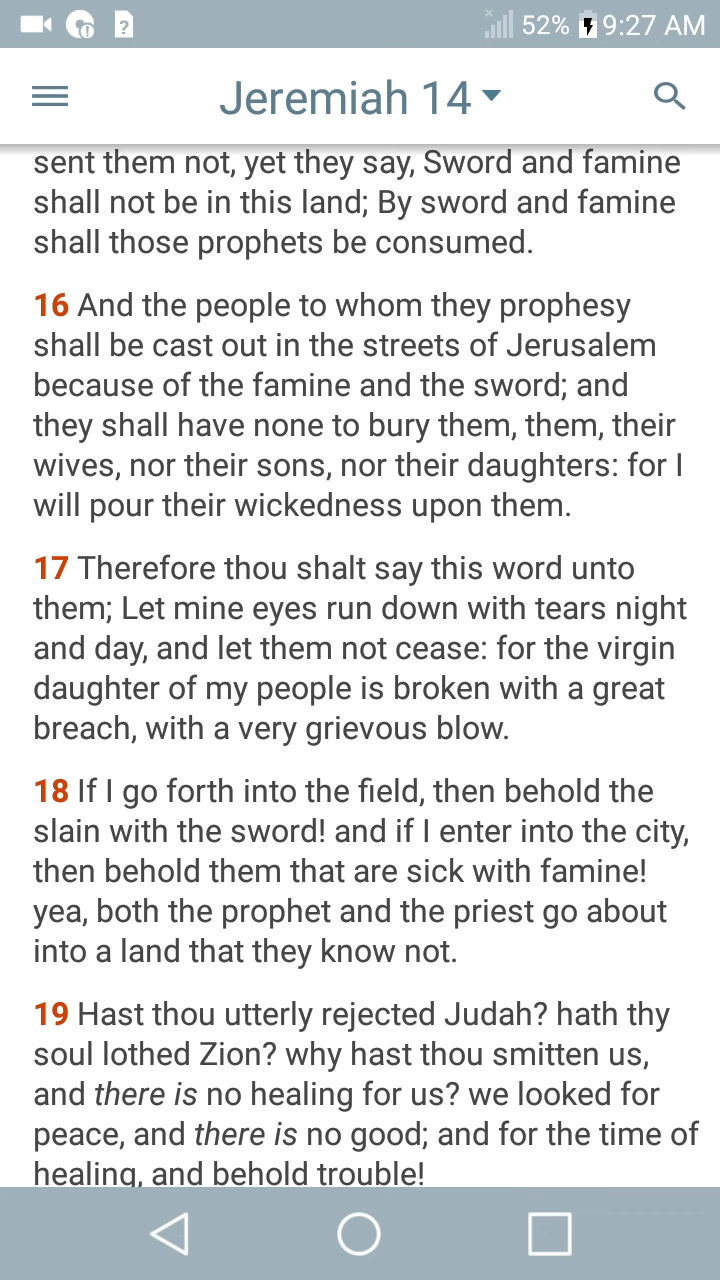 52% 9:27 AM
Jeremiah 14
sent them not, yet they say, Sword and famine
shall not be in this land; By sword and famine
shall those prophets be consumed.
16 And the people to whom they prophesy
shall be cast out in the streets of Jerusalem
because of the famine and the sword; and
they shall have none to bury them, them, their
wives, nor their sons, nor their daughters: for I
will pour their wickedness upon them.
17 Therefore thou shalt say this word unto
them; Let mine eyes run down with tears night
and day, and let them not cease: for the virgin
daughter of my people is broken with a great
breach, with a very grievous blow.
18 If I go forth into the field, then behold the
slain with the sword! and if I enter into the city,
then behold them that are sick with famine!
yea, both the prophet and the priest go about
into a land that they know not.
19 Hast thou utterly rejected Judah? hath thy
soul lothed Zion? why hast thou smitten us,
and there is no healing for us? we looked for
peace, and there is no good; and for the time of
healing, and behold trouble!